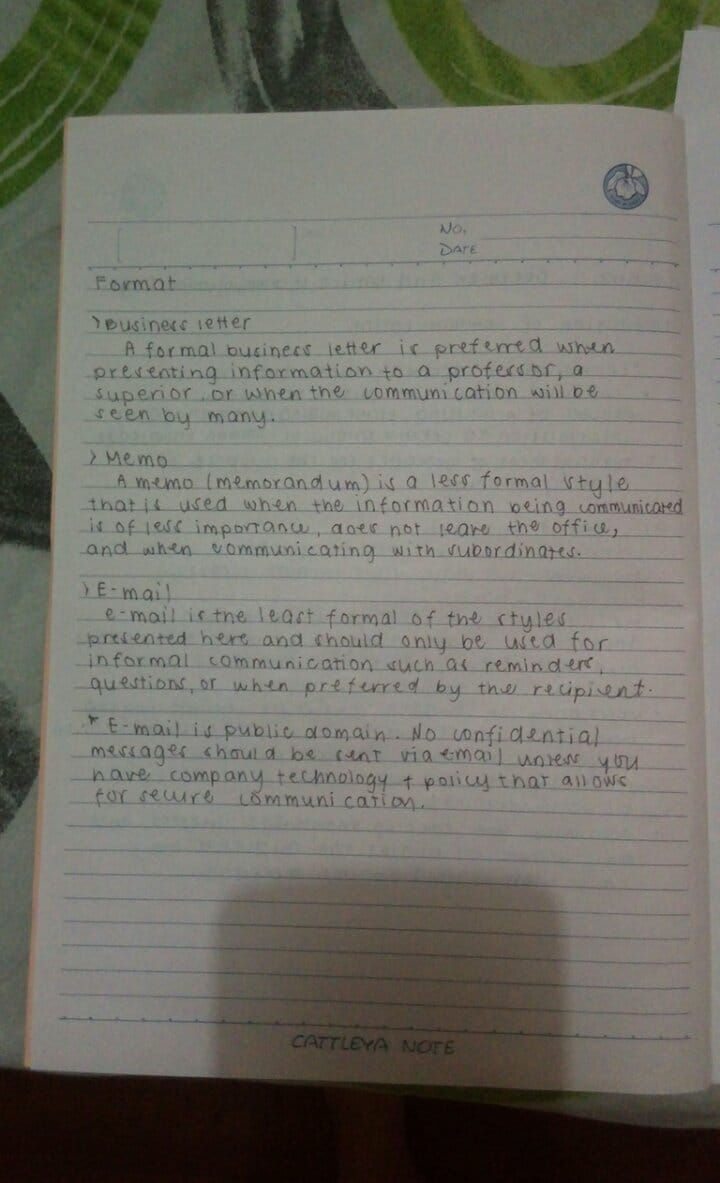 No.
Date
Format
> Business letter
A formal business letter is preferred when
presenting information to a professor, a
superior, or when the communication will be
seen by many.
> Memo
A memo (memorandum) is a less formal style
that is used when the information being communicated
is of less importance, does not leave the office,
and when communicating with subordinates.
> E-mail
e-mail is the least formal of the styles
presented here and should only be used for
informal communication such as reminders,
questions, or when preferred by the recipient.
* E-mail is public domain. No confidential
messages should be sent via email unless you
have company technology + policy that allows
for secure communication.
CATTLEYA NOTE